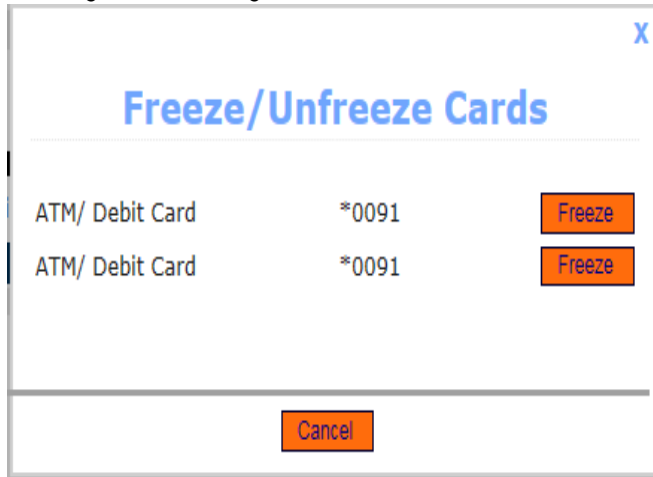 X
Freeze/Unfreeze Cards
ATM/ Debit Card *0091 Freeze
ATM/ Debit Card *0091 Freeze
Cancel